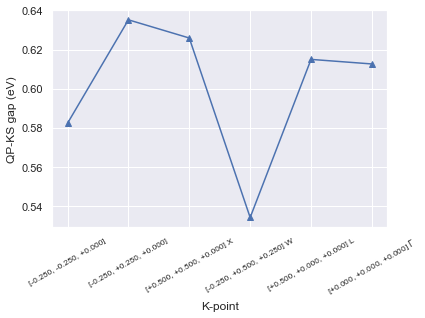 0.64
0.62
0.60
0.58
0.56
0.54
QP-KS gap (eV)
[-0.250, -0.250, +0.000]
[-0.250, +0.250, +0.000]
[+0.500, +0.500, +0.000] X
[-0.250, +0.500, +0.250] W
[+0.500, +0.000, +0.000] L
[+0.000, +0.000, +0.000] Γ
K-point